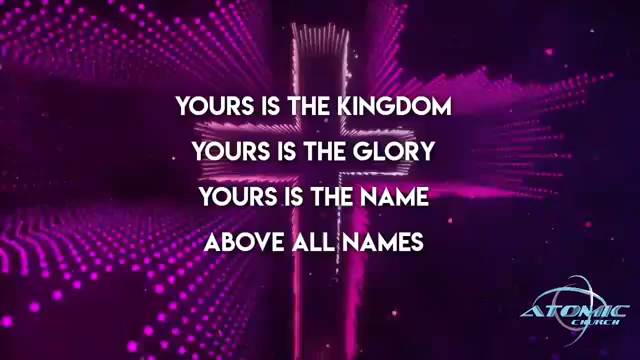 YOURS IS THE KINGDOM
YOURS IS THE GLORY
YOURS IS THE NAME
ABOVE ALL NAMES
ATOMIC
CHURCH